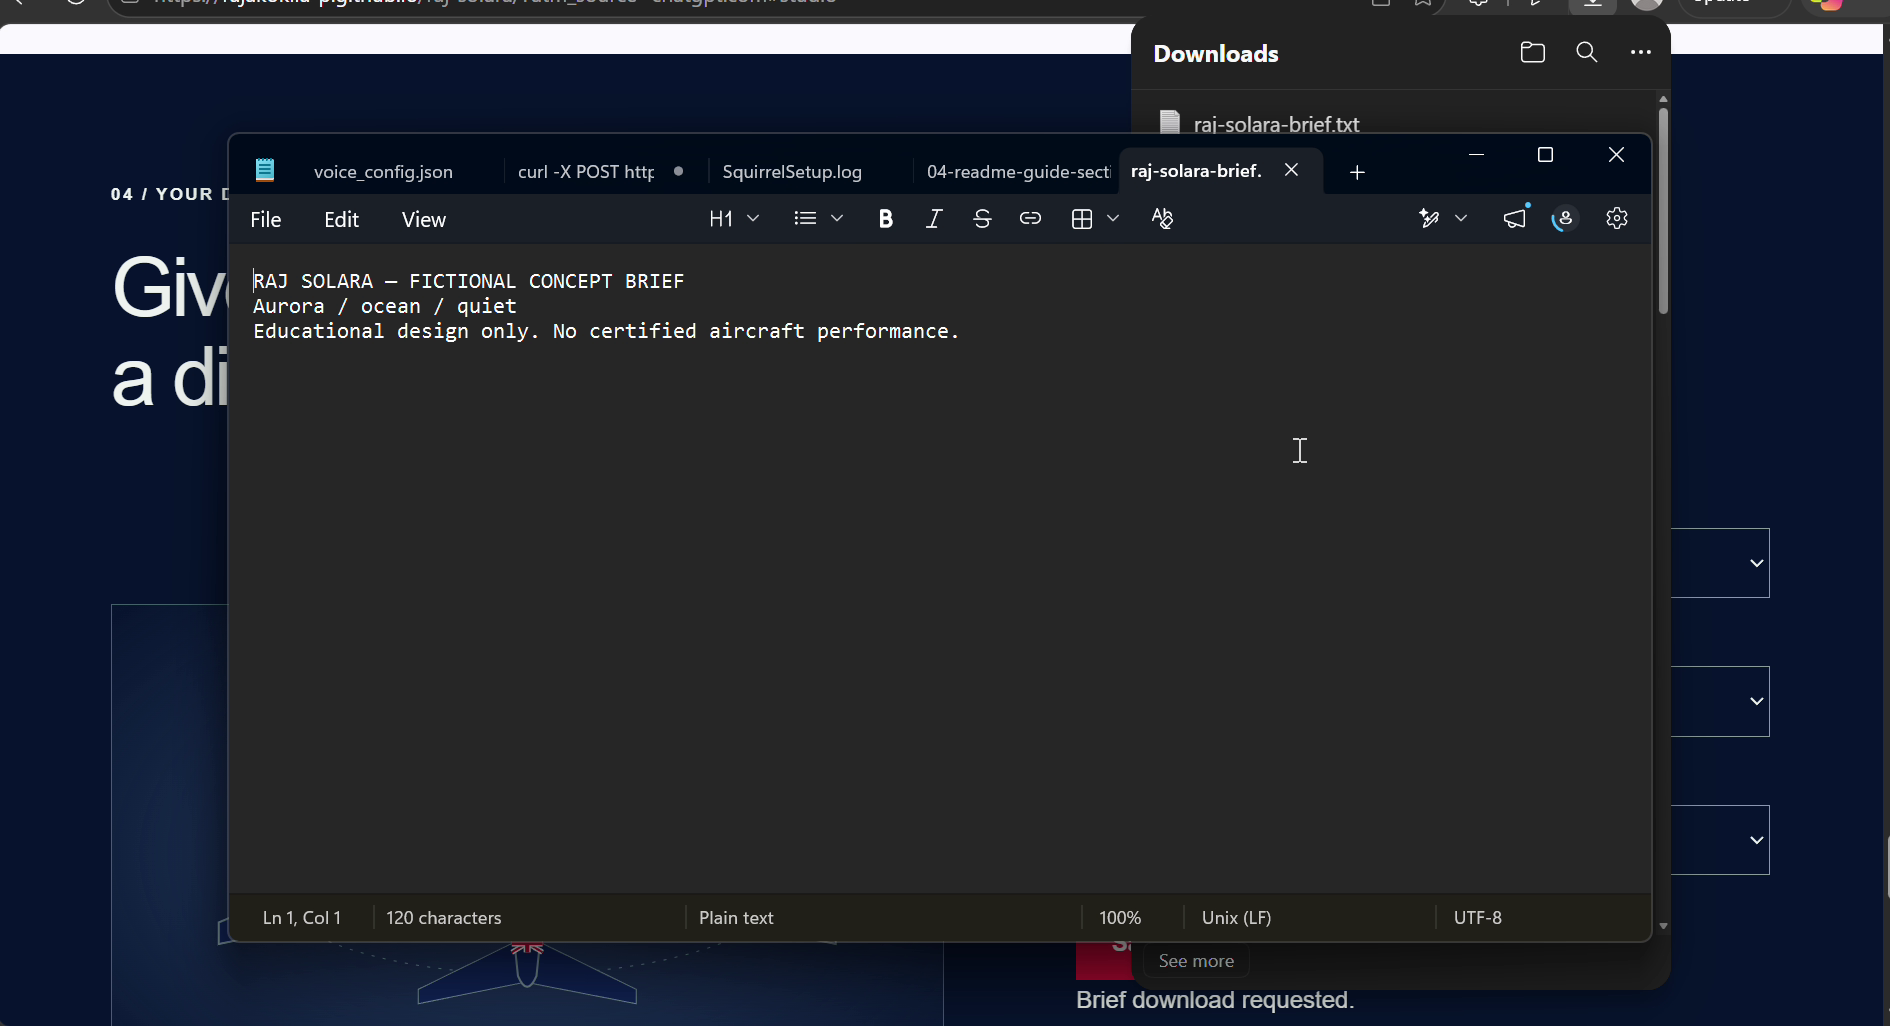 Downloads
raj-solara-brief.txt
voice_config.json
curl -X POST http
SquirrelSetup.log
04-readme-guide-secti
raj-solara-brief.
File
Edit
View
H1
B
RAJ SOLARA — FICTIONAL CONCEPT BRIEF
Aurora / ocean / quiet
Educational design only. No certified aircraft performance.
04 / YOUR D
Giv
a di
Ln 1, Col 1
120 characters
Plain text
100%
Unix (LF)
UTF-8
See more
Brief download requested.